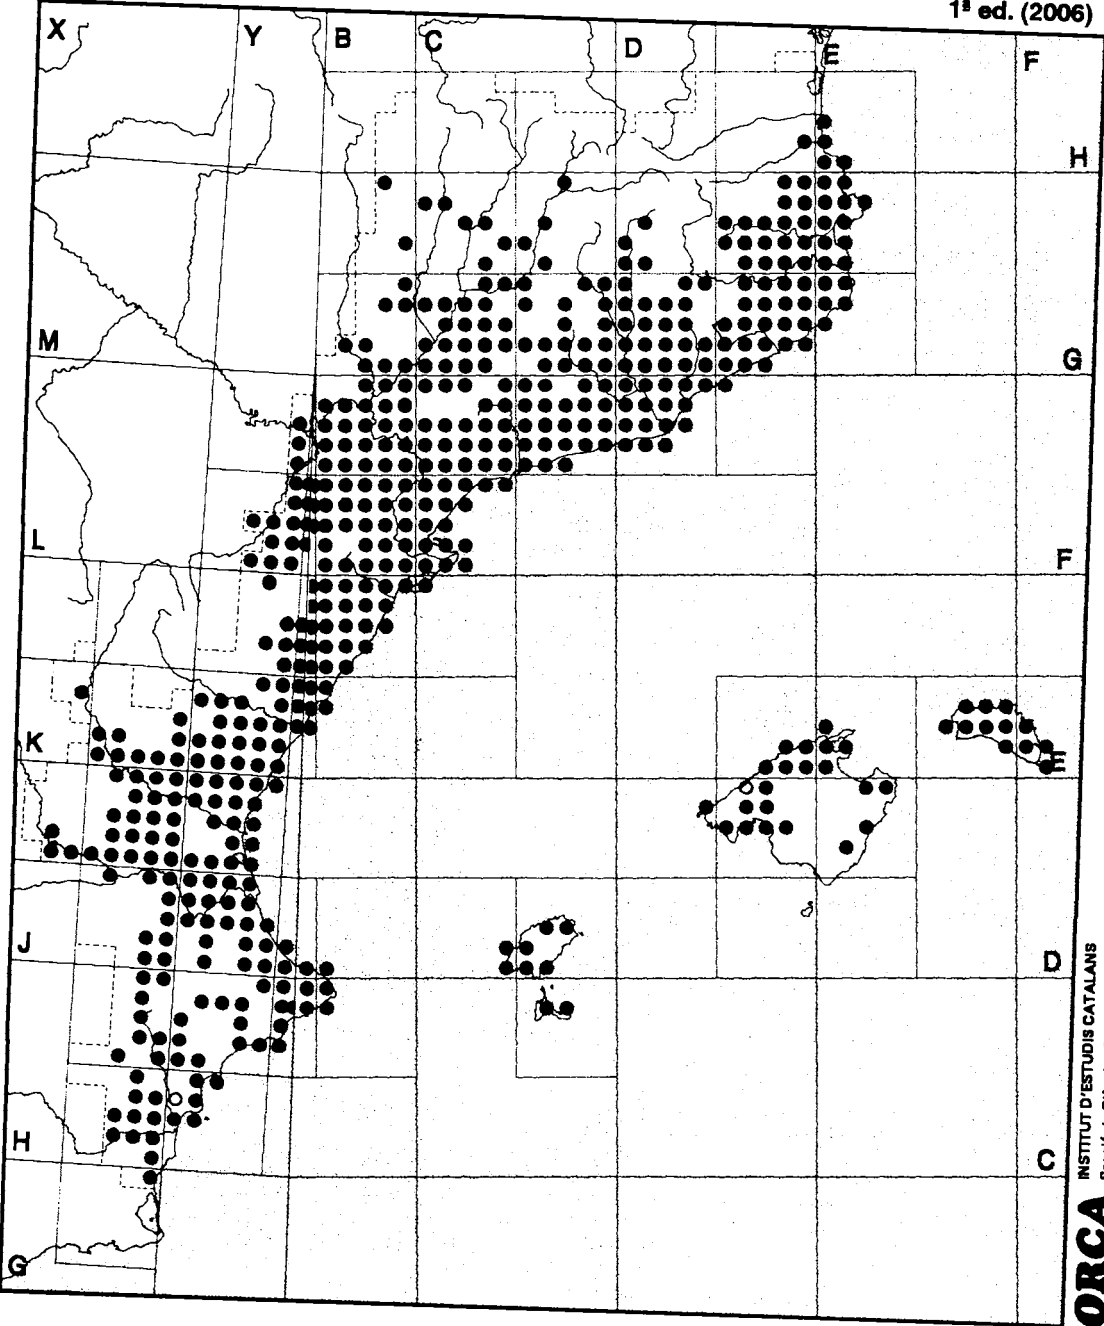 1ª ed. (2006)
X Y B C D E F
H
M G
L F
K E
J D
H C
G
INSTITUT D'ESTUDIS CATALANS
ORCA